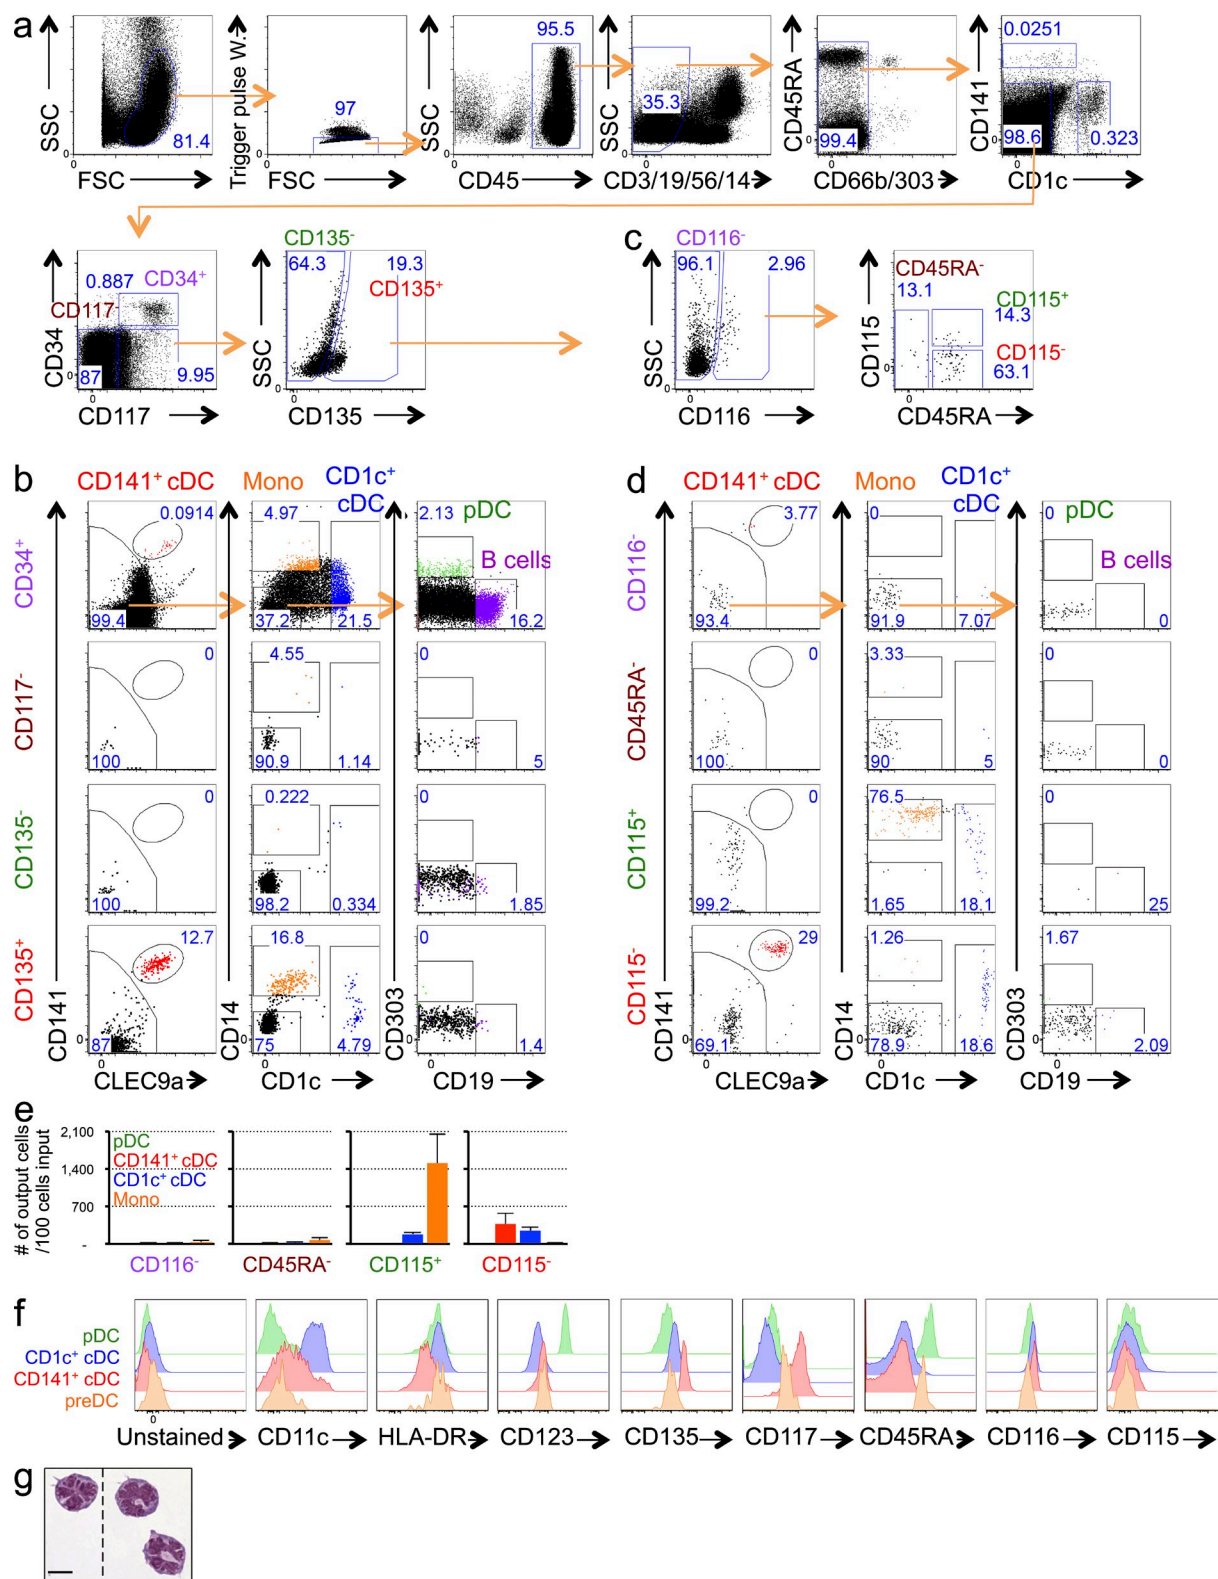 a
SSC
81.4
FSC
Trigger pulse W.
97
FSC
95.5
SSC
CD45
35.3
SSC
CD3/19/56/14
CD45RA
99.4
CD66b/303
0.0251
CD141
98.6
0.323
CD1c
0.887
CD34+
CD117-
CD34
87
9.95
CD117
CD135-
64.3
19.3
CD135+
SSC
CD135
c
CD116-
96.1
2.96
SSC
CD116
CD45RA-
13.1
CD115+
14.3
CD115-
63.1
CD115
CD45RA
b
CD141+ cDC
Mono
CD1c+ cDC
pDC
B cells
CD34+
0.0914
99.4
4.97
37.2
21.5
2.13
16.2
CD117-
0
100
4.55
90.9
1.14
0
5
CD135-
0
100
0.222
98.2
0.334
0
1.85
CD135+
12.7
87
16.8
75
4.79
0
1.4
CD141
CLEC9a
CD14
CD1c
CD303
CD19
d
CD141+ cDC
Mono
CD1c+ cDC
pDC
B cells
CD116-
3.77
93.4
0
91.9
7.07
0
0
CD45RA-
0
100
3.33
90
5
0
0
CD115+
0
99.2
76.5
1.65
18.1
0
25
CD115-
29
69.1
1.26
78.9
18.6
1.67
2.09
CD141
CLEC9a
CD14
CD1c
CD303
CD19
e
# of output cells
/100 cells input
2,100
1,400
700
-
pDC
CD141+ cDC
CD1c+ cDC
Mono
CD116-
CD45RA-
CD115+
CD115-
f
pDC
CD1c+ cDC
CD141+ cDC
preDC
0
Unstained
CD11c
HLA-DR
CD123
CD135
CD117
CD45RA
CD116
CD115
g